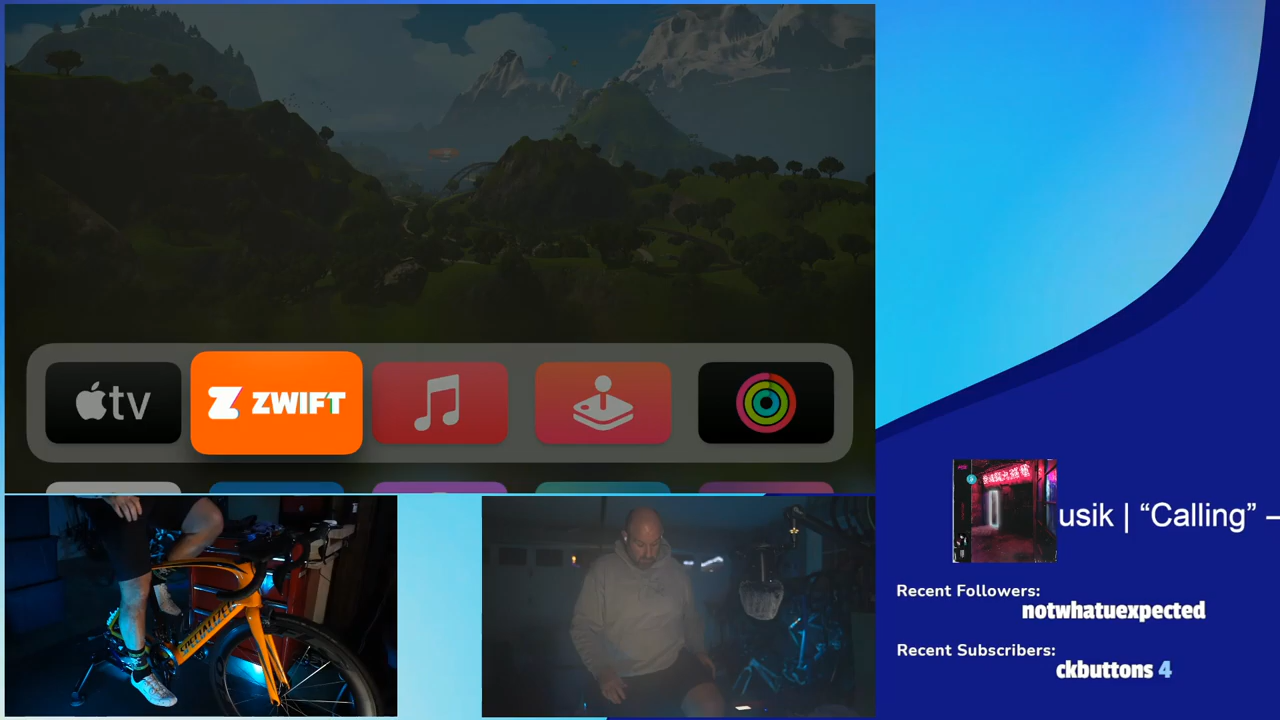 tv
ZWIFT
SPECIALIZED
usik | “Calling” –
Recent Followers:
notwhatuexpected
Recent Subscribers:
ckbuttons 4